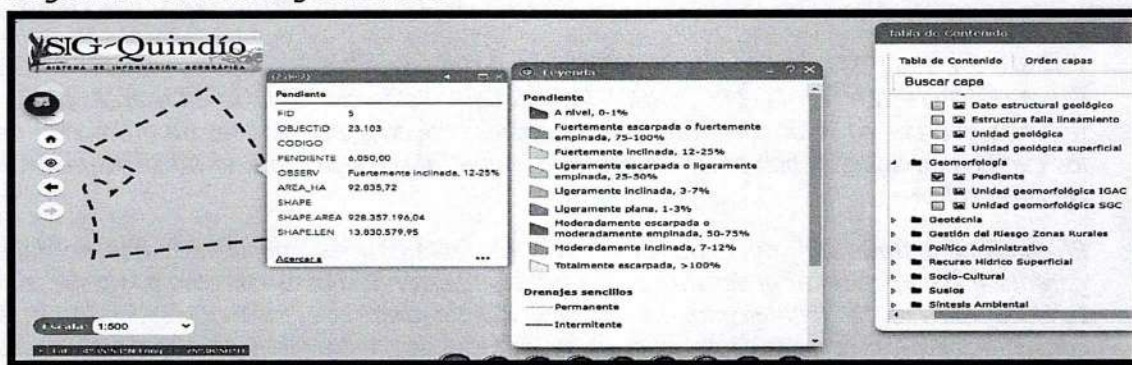 SIG-Quindío
SISTEMA DE INFORMACIÓN GEOGRÁFICA
Pendiente
FID 5
OBJECTID 23.103
CODIGO
PENDIENTE 6.050,00
OBSERV Fuertemente inclinada, 12-25%
AREA_HA 92.035,72
SHAPE
SHAPE.AREA 928.357.196,04
SHAPE.LEN 13.830.579,95
Acercar a
Escala: 1:500
Leyenda
Pendiente
A nivel, 0-1%
Fuertemente escarpada o fuertemente
empinada, 75-100%
Fuertemente inclinada, 12-25%
Ligeramente escarpada o ligeramente
empinada, 25-50%
Ligeramente inclinada, 3-7%
Ligeramente plana, 1-3%
Moderadamente escarpada o
moderadamente empinada, 50-75%
Moderadamente inclinada, 7-12%
Totalmente escarpada, >100%
Drenajes sencillos
Permanente
Intermitente
Tabla de Contenido
Tabla de Contenido Orden capas
Buscar capa
Dato estructural geológico
Estructura falla lineamiento
Unidad geológica
Unidad geológica superficial
Geomorfología
Pendiente
Unidad geomorfológica IGAC
Unidad geomorfológica SGC
Geotécnia
Gestión del Riesgo Zonas Rurales
Político Administrativo
Recurso Hídrico Superficial
Socio-Cultural
Suelos
Síntesis Ambiental